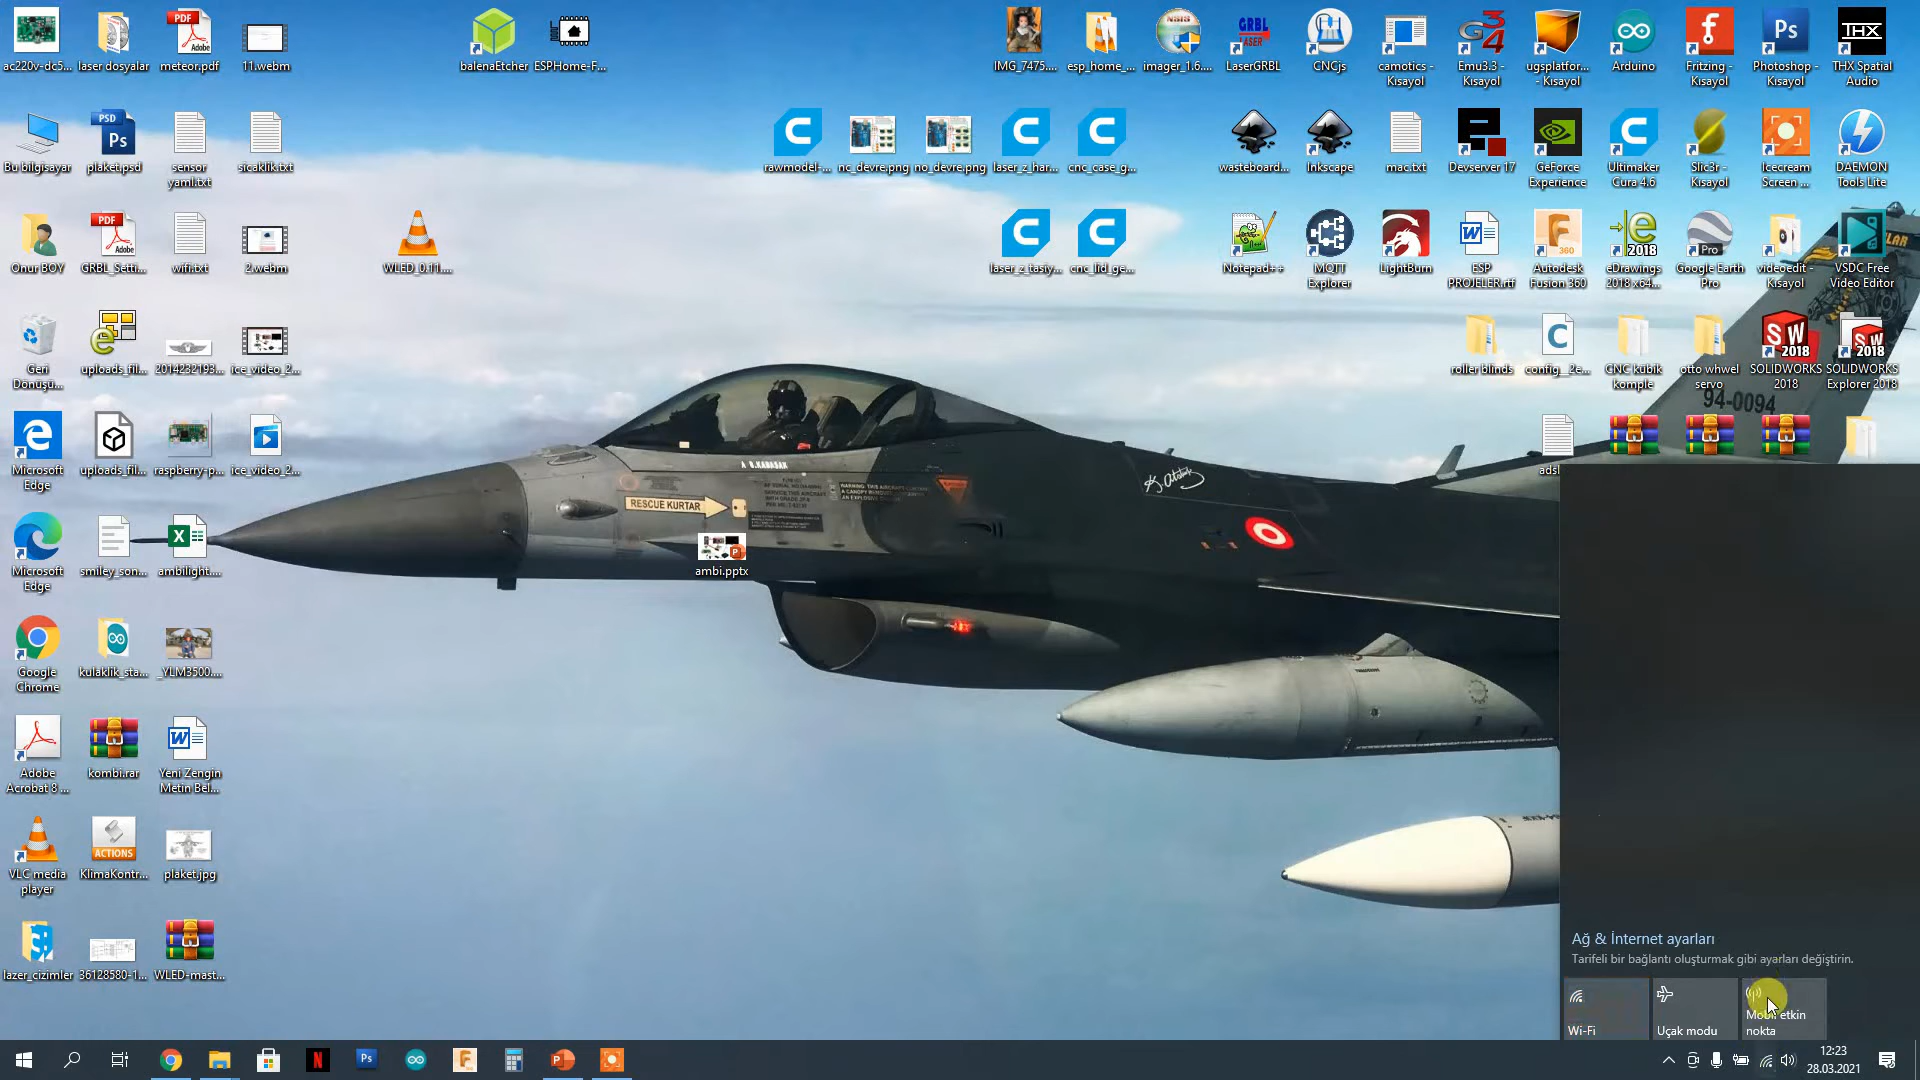 ac220v-dc5...
laser dosyalar
meteor.pdf
11.webm
balenaEtcher
ESPHome-F...
IMG_7475....
esp_home_...
imager_1.6....
LaserGRBL
CNCjs
camotics -
Kısayol
Emu3.3 -
Kısayol
ugsplatfor...
- Kısayol
Arduino
Fritzing -
Kısayol
Photoshop -
Kısayol
THX Spatial
Audio
Bu bilgisayar
plaket.psd
sensor
yaml.txt
sicaklik.txt
rawmodel-...
nc_devre.png
no_devre.png
laser_z_har...
cnc_case_g...
wasteboard...
Inkscape
mac.txt
Devserver 17
GeForce
Experience
Ultimaker
Cura 4.6
Slic3r -
Kısayol
Icecream
Screen ...
DAEMON
Tools Lite
Onur BOY
GRBL_Setti...
wifi.txt
2.webm
WLED_0.11....
laser_z_tasiy...
cnc_lid_ge...
Notepad++
MQTT
Explorer
LightBurn
ESP
PROJELER.rtf
Autodesk
Fusion 360
eDrawings
2018 x64...
Google Earth
Pro
videoedit -
Kısayol
VSDC Free
Video Editor
Geri
Dönüşü...
uploads_fil...
2014232193...
ice_video_2...
roller blinds
config__2e...
CNC kübik
komple
otto whwel
servo
SOLIDWORKS
2018
SOLIDWORKS
Explorer 2018
94-0094
Microsoft
Edge
uploads_fil...
raspberry-p...
ice_video_2...
RESCUE KURTAR
Microsoft
Edge
smiley_son...
ambilight....
ambi.pptx
Google
Chrome
kulaklik_sta...
_YLM3500....
Adobe
Acrobat 8 ...
kombi.rar
Yeni Zengin
Metin Bel...
VLC media
player
KlimaKontr...
plaket.jpg
lazer_cizimler
36128580-1...
WLED-mast...
Ağ & İnternet ayarları
Tarifeli bir bağlantı oluşturmak gibi ayarları değiştirin.
Wi-Fi
Uçak modu
Mobil etkin
nokta
12:23
28.03.2021